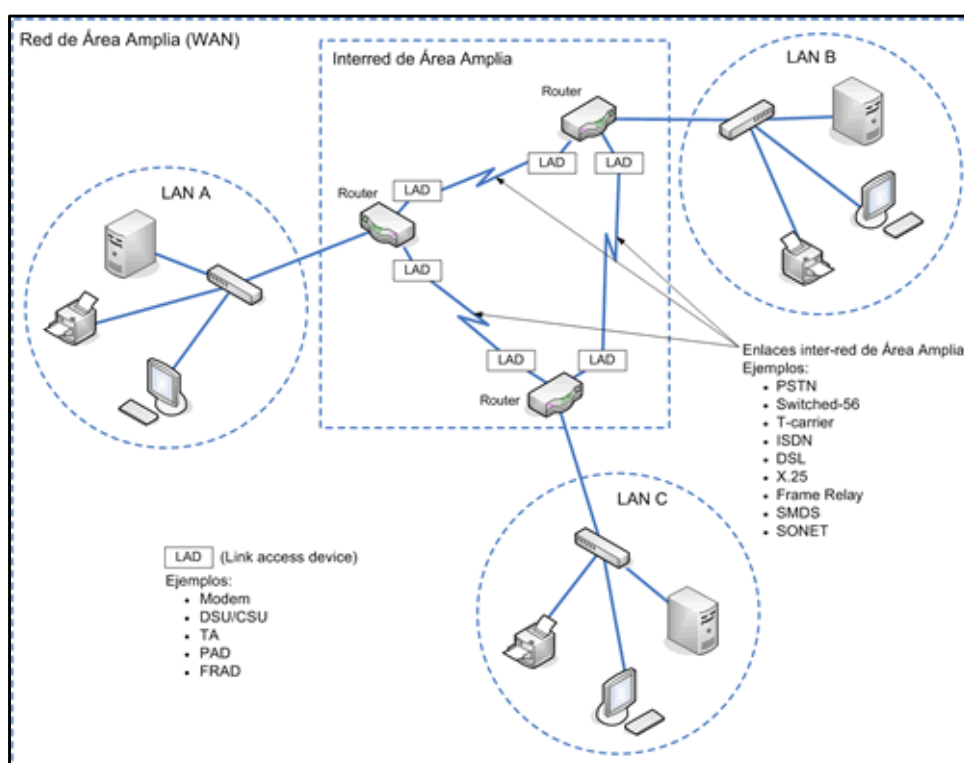 Red de Área Amplia (WAN)
Interred de Área Amplia
LAN B
Router
LAD
LAD
LAN A
LAD
Router
LAD
LAD
LAD
Router
Enlaces inter-red de Área Amplia
Ejemplos:
• PSTN
• Switched-56
• T-carrier
• ISDN
• DSL
• X.25
• Frame Relay
• SMDS
• SONET
LAN C
LAD (Link access device)
Ejemplos:
• Modem
• DSU/CSU
• TA
• PAD
• FRAD